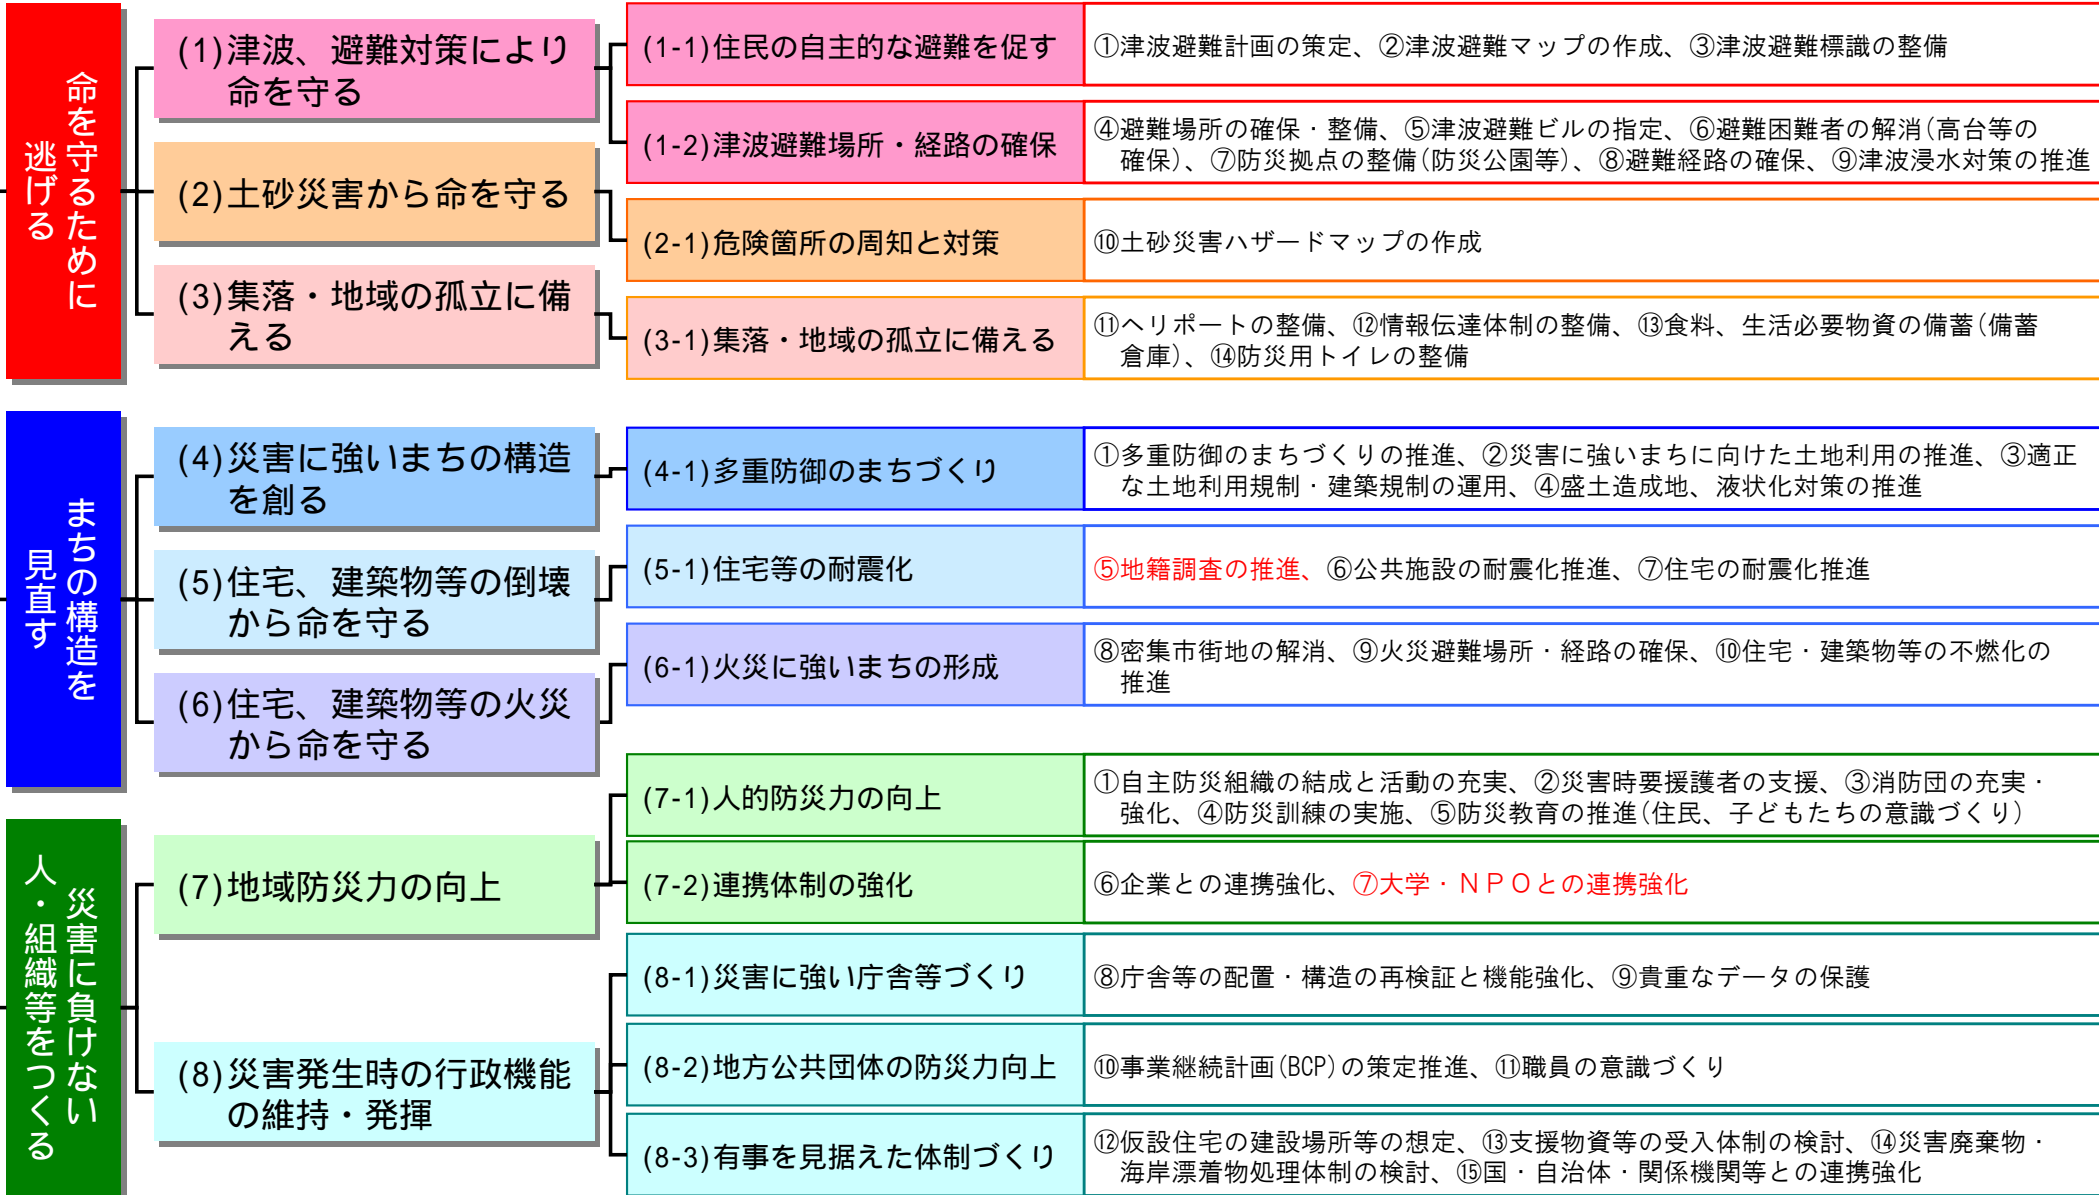 命を守るために
逃げる
(1)津波、避難対策により
命を守る
(1-1)住民の自主的な避難を促す
①津波避難計画の策定、②津波避難マップの作成、③津波避難標識の整備
(1-2)津波避難場所・経路の確保
④避難場所の確保・整備、⑤津波避難ビルの指定、⑥避難困難者の解消(高台等の
確保)、⑦防災拠点の整備(防災公園等)、⑧避難経路の確保、⑨津波浸水対策の推進
(2)土砂災害から命を守る
(2-1)危険箇所の周知と対策
⑩土砂災害ハザードマップの作成
(3)集落・地域の孤立に備
える
(3-1)集落・地域の孤立に備える
⑪ヘリポートの整備、⑫情報伝達体制の整備、⑬食料、生活必要物資の備蓄(備蓄
倉庫)、⑭防災用トイレの整備
まちの構造を
見直す
(4)災害に強いまちの構造
を創る
(4-1)多重防御のまちづくり
①多重防御のまちづくりの推進、②災害に強いまちに向けた土地利用の推進、③適正
な土地利用規制・建築規制の運用、④盛土造成地、液状化対策の推進
(5)住宅、建築物等の倒壊
から命を守る
(5-1)住宅等の耐震化
⑤地籍調査の推進、⑥公共施設の耐震化推進、⑦住宅の耐震化推進
(6)住宅、建築物等の火災
から命を守る
(6-1)火災に強いまちの形成
⑧密集市街地の解消、⑨火災避難場所・経路の確保、⑩住宅・建築物等の不燃化の
推進
災害に負けない
人・組織等をつくる
(7)地域防災力の向上
(7-1)人的防災力の向上
①自主防災組織の結成と活動の充実、②災害時要援護者の支援、③消防団の充実・
強化、④防災訓練の実施、⑤防災教育の推進(住民、子どもたちの意識づくり)
(7-2)連携体制の強化
⑥企業との連携強化、⑦大学・ＮＰＯとの連携強化
(8)災害発生時の行政機能
の維持・発揮
(8-1)災害に強い庁舎等づくり
⑧庁舎等の配置・構造の再検証と機能強化、⑨貴重なデータの保護
(8-2)地方公共団体の防災力向上
⑩事業継続計画(BCP)の策定推進、⑪職員の意識づくり
(8-3)有事を見据えた体制づくり
⑫仮設住宅の建設場所等の想定、⑬支援物資等の受入体制の検討、⑭災害廃棄物・
海岸漂着物処理体制の検討、⑮国・自治体・関係機関等との連携強化